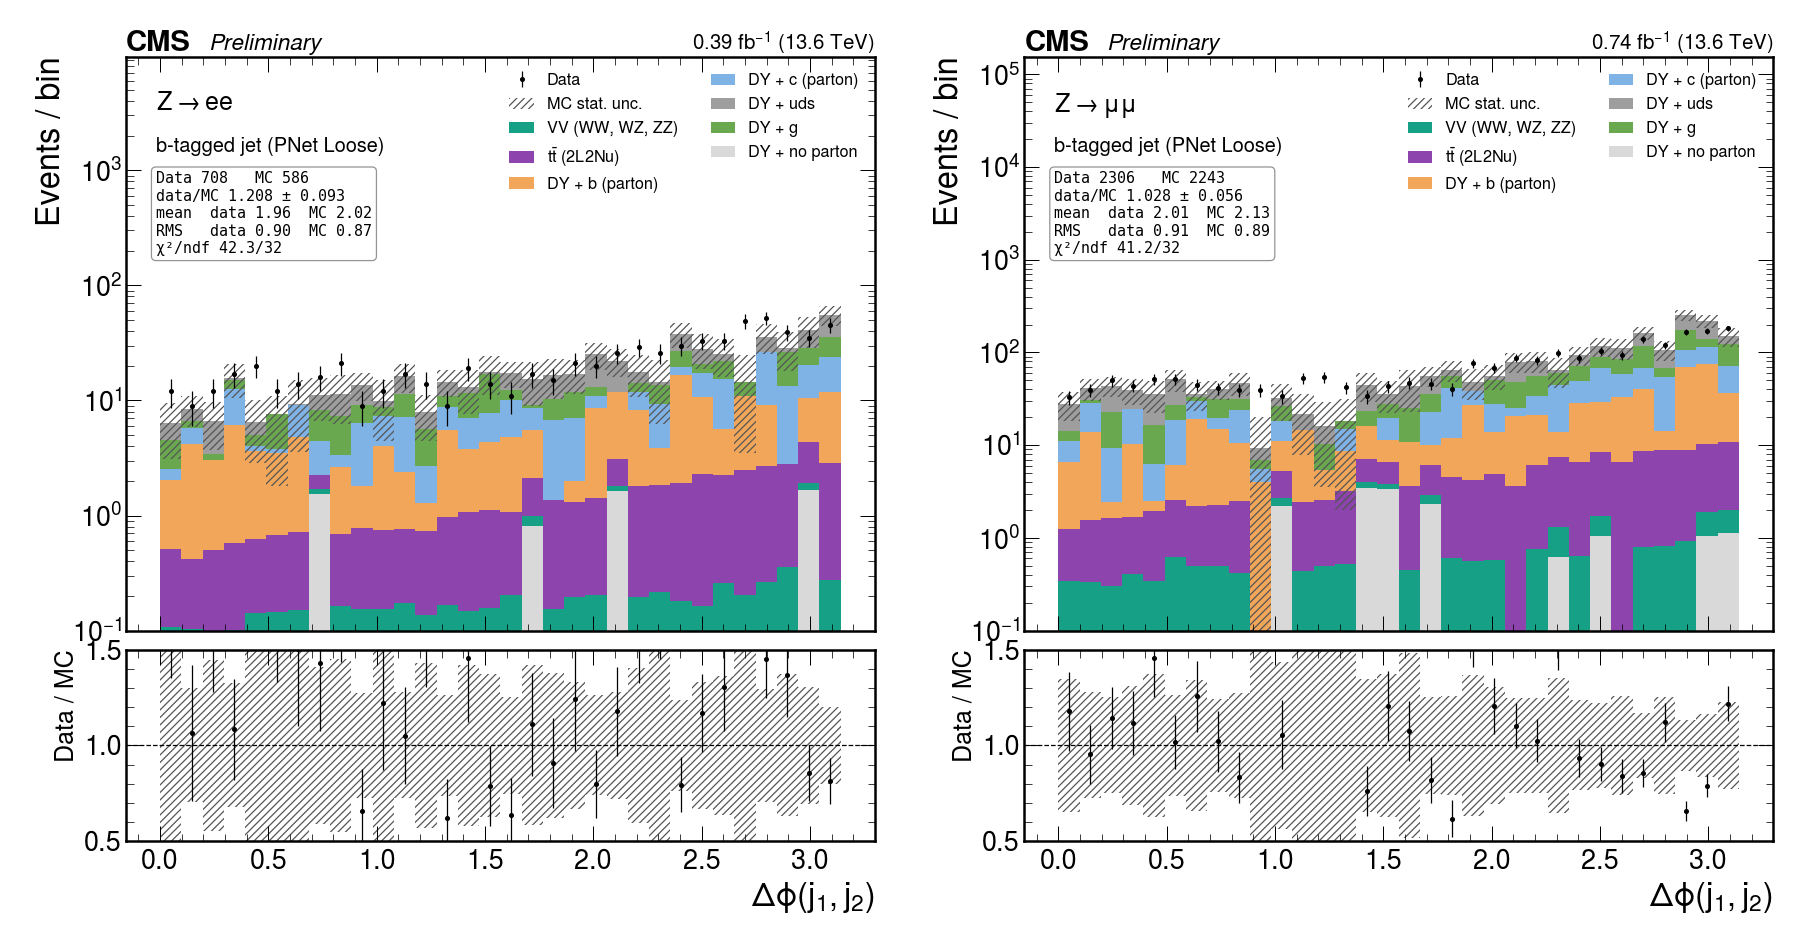 CMS Preliminary 0.39 fb⁻¹ (13.6 TeV)
Events / bin
Z → ee
b-tagged jet (PNet Loose)
Data 708   MC 586
data/MC 1.208 ± 0.093
mean  data 1.96  MC 2.02
RMS   data 0.90  MC 0.87
χ²/ndf 42.3/32
Data
MC stat. unc.
VV (WW, WZ, ZZ)
tt̄ (2L2Nu)
DY + b (parton)
DY + c (parton)
DY + uds
DY + g
DY + no parton
10³
10²
10¹
10⁰
10⁻¹
Data / MC
1.5
1.0
0.5
0.0 0.5 1.0 1.5 2.0 2.5 3.0
Δϕ(j₁, j₂)
CMS Preliminary 0.74 fb⁻¹ (13.6 TeV)
Events / bin
Z → μμ
b-tagged jet (PNet Loose)
Data 2306   MC 2243
data/MC 1.028 ± 0.056
mean  data 2.01  MC 2.13
RMS   data 0.91  MC 0.89
χ²/ndf 41.2/32
Data
MC stat. unc.
VV (WW, WZ, ZZ)
tt̄ (2L2Nu)
DY + b (parton)
DY + c (parton)
DY + uds
DY + g
DY + no parton
10⁵
10⁴
10³
10²
10¹
10⁰
10⁻¹
Data / MC
1.5
1.0
0.5
0.0 0.5 1.0 1.5 2.0 2.5 3.0
Δϕ(j₁, j₂)